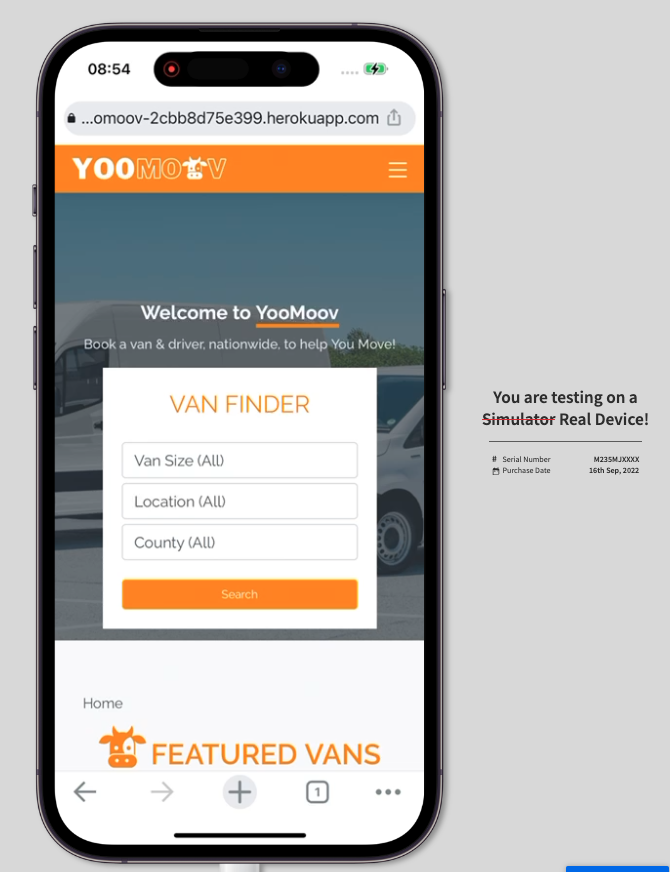 08:54
...omoov-2cbb8d75e399.herokuapp.com
YOOMOOV
Welcome to YooMoov
Book a van & driver, nationwide, to help You Move!
VAN FINDER
Van Size (All)
Location (All)
County (All)
Search
Home
FEATURED VANS
1
You are testing on a
Simulator Real Device!
# Serial Number M235MJXXXX
Purchase Date 16th Sep, 2022